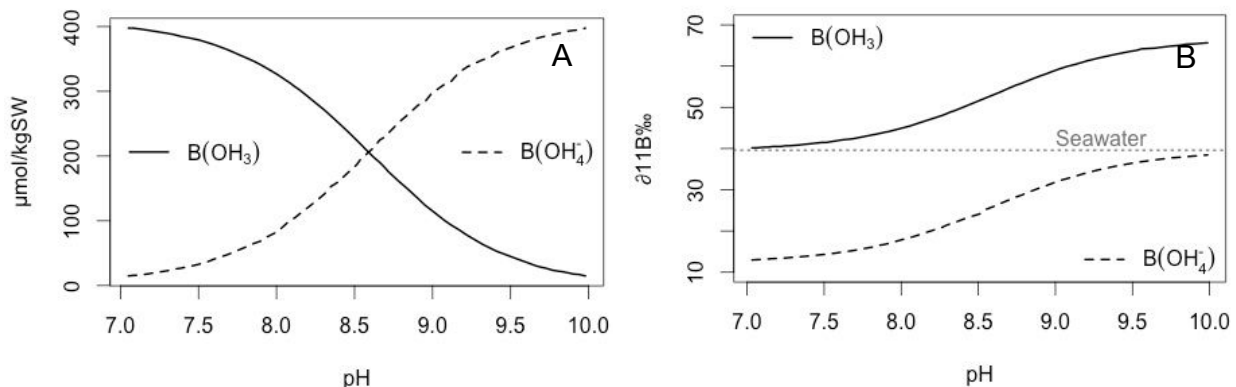 400
300
200
100
0
µmol/kgSW
A
B(OH₃)
B(OH₄⁻)
7.0 7.5 8.0 8.5 9.0 9.5 10.0
pH
70
50
30
10
∂11B‰
B(OH₃)
B
Seawater
B(OH₄⁻)
7.0 7.5 8.0 8.5 9.0 9.5 10.0
pH